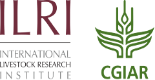 ILRI
INTERNATIONAL
LIVESTOCK RESEARCH
INSTITUTE
CGIAR